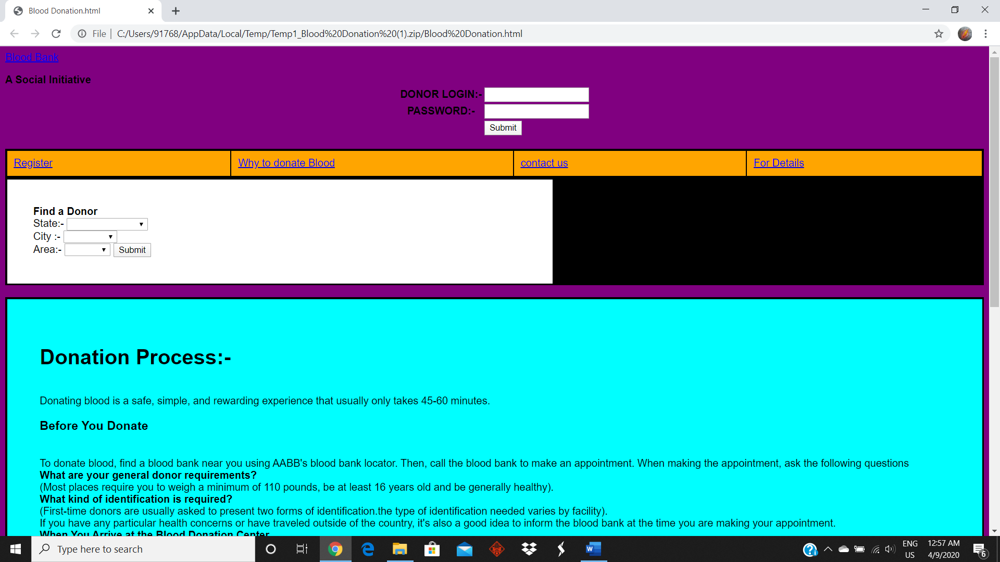 Blood Donation.html
File | C:/Users/91768/AppData/Local/Temp/Temp1_Blood%20Donation%20(1).zip/Blood%20Donation.html
Blood Bank
A Social Initiative
DONOR LOGIN:-
PASSWORD:-
Submit
Register Why to donate Blood contact us For Details
Find a Donor
State:-
City :-
Area:- Submit
Donation Process:-
Donating blood is a safe, simple, and rewarding experience that usually only takes 45-60 minutes.
Before You Donate
To donate blood, find a blood bank near you using AABB's blood bank locator. Then, call the blood bank to make an appointment. When making the appointment, ask the following questions
What are your general donor requirements?
(Most places require you to weigh a minimum of 110 pounds, be at least 16 years old and be generally healthy).
What kind of identification is required?
(First-time donors are usually asked to present two forms of identification.the type of identification needed varies by facility).
If you have any particular health concerns or have traveled outside of the country, it's also a good idea to inform the blood bank at the time you are making your appointment.
When You Arrive at the Blood Donation Center
Type here to search
ENG 12:57 AM
US 4/9/2020
6